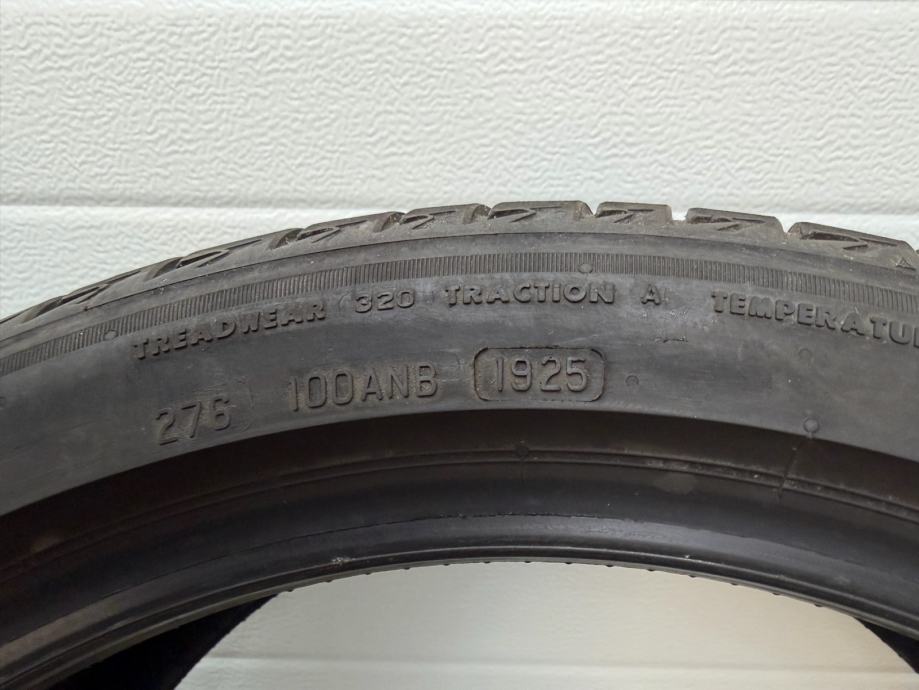 TREADWEAR 320 TRACTION A TEMPERATU
276 100ANB 1925